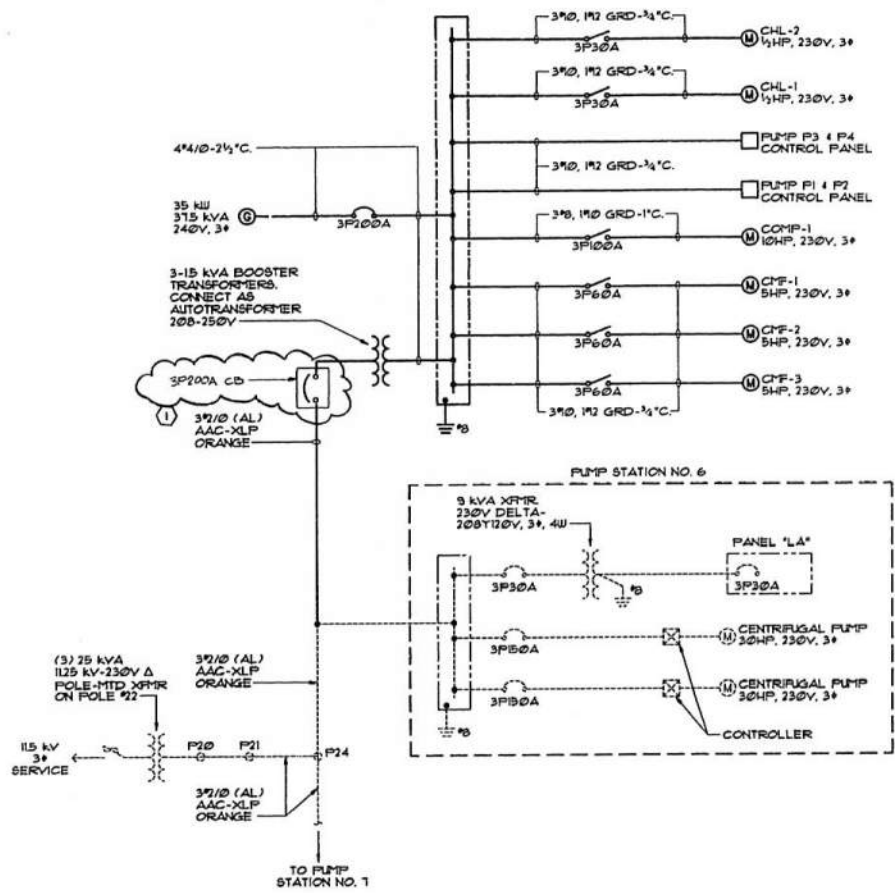 3#10, 1#12 GRD-¾"C.
3P30A
CHL-2
½HP, 230V, 3ϕ
3#10, 1#12 GRD-¾"C.
3P30A
CHL-1
½HP, 230V, 3ϕ
4#4/0-2½"C.
PUMP P3 & P4
CONTROL PANEL
3#10, 1#12 GRD-¾"C.
PUMP P1 & P2
CONTROL PANEL
35 kW
37.5 kVA
240V, 3ϕ
G
3P200A
3#8, 1#10 GRD-1"C.
3P100A
COMP-1
10HP, 230V, 3ϕ
3-1.5 kVA BOOSTER
TRANSFORMERS.
CONNECT AS
AUTOTRANSFORMER
208-250V
3P60A
CMF-1
5HP, 230V, 3ϕ
3P60A
CMF-2
5HP, 230V, 3ϕ
3P60A
CMF-3
5HP, 230V, 3ϕ
3#10, 1#12 GRD-¾"C.
M
M
M
M
M
M
3P200A CB
1
#8
3#2/0 (AL)
AAC-XLP
ORANGE
PUMP STATION NO. 6
9 kVA XFMR
230V DELTA-
208Y120V, 3ϕ, 4W
PANEL "LA"
3P30A
#8
3P30A
3P150A
M
CENTRIFUGAL PUMP
30HP, 230V, 3ϕ
M
CENTRIFUGAL PUMP
30HP, 230V, 3ϕ
#8
CONTROLLER
(3) 25 kVA
POLE-MTD XFMR
ON POLE #22
3#2/0 (AL)
AAC-XLP
ORANGE
11.5 kV
3ϕ
SERVICE
P20
P21
P24
3#2/0 (AL)
AAC-XLP
ORANGE
TO PUMP
STATION NO. 7